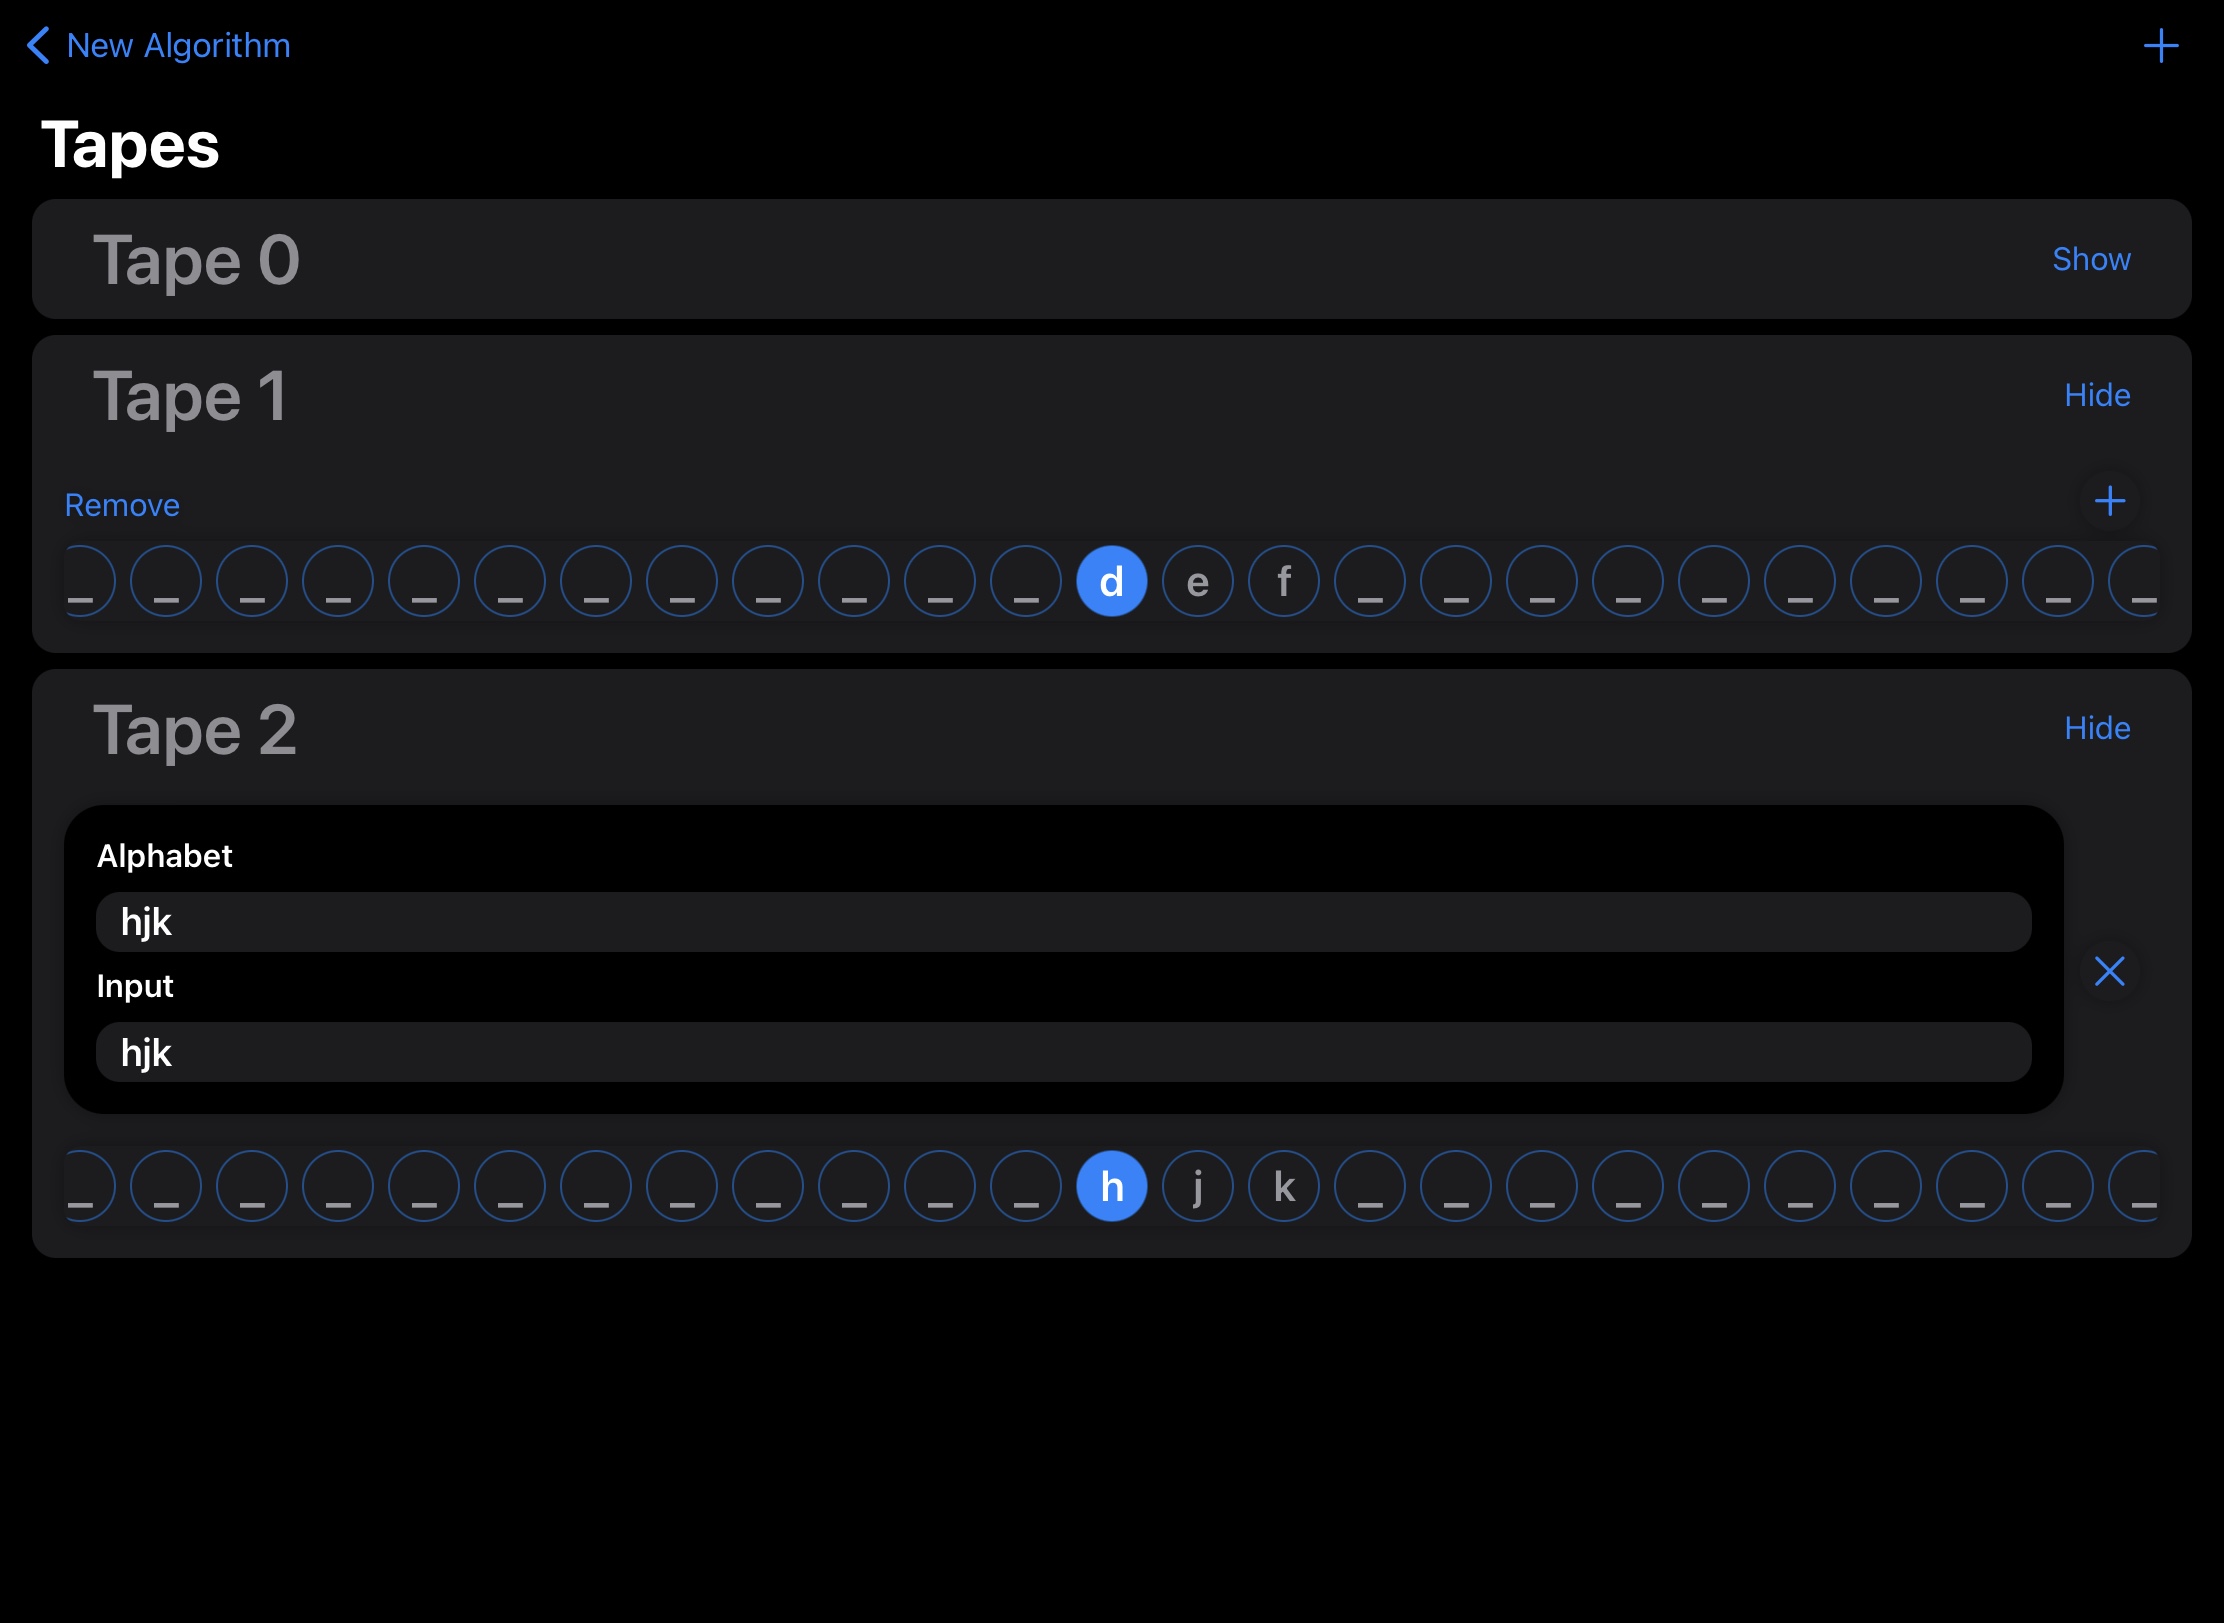 New Algorithm
Tapes
Tape 0 Show
Tape 1 Hide
Remove
_ _ _ _ _ _ _ _ _ _ _ _ d e f _ _ _ _ _ _ _ _ _ _
Tape 2 Hide
Alphabet
hjk
Input
hjk
_ _ _ _ _ _ _ _ _ _ _ _ h j k _ _ _ _ _ _ _ _ _ _